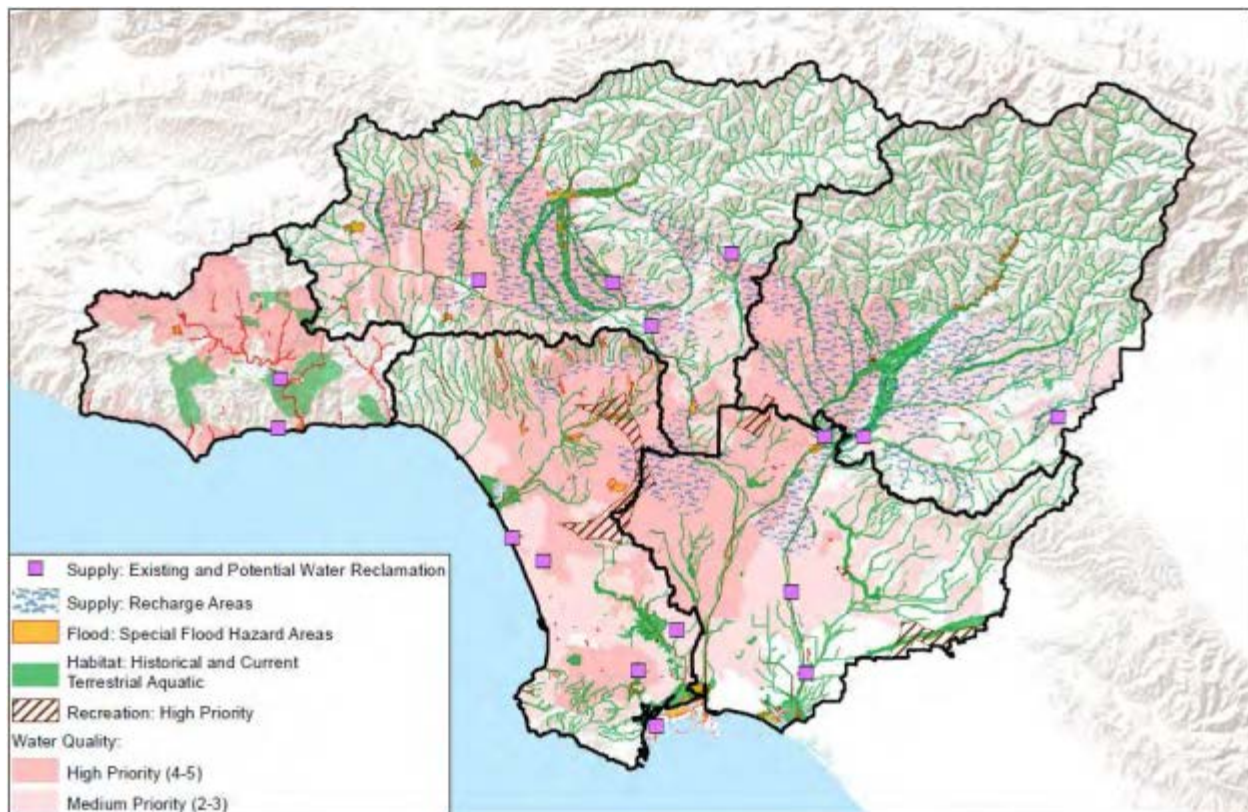 Supply: Existing and Potential Water Reclamation
Supply: Recharge Areas
Flood: Special Flood Hazard Areas
Habitat: Historical and Current
Terrestrial Aquatic
Recreation: High Priority
Water Quality:
High Priority (4-5)
Medium Priority (2-3)